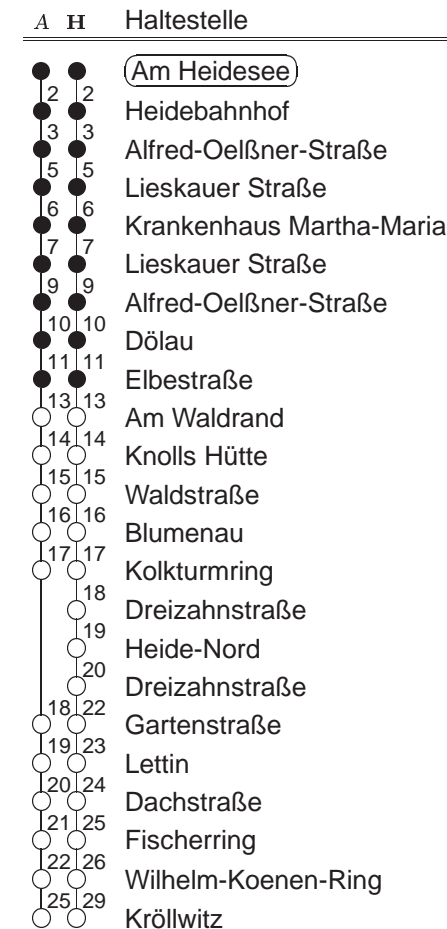 A H Haltestelle
Am Heidesee
2 2 Heidebahnhof
3 3 Alfred-Oelßner-Straße
5 5 Lieskauer Straße
6 6 Krankenhaus Martha-Maria
7 7 Lieskauer Straße
9 9 Alfred-Oelßner-Straße
10 10 Dölau
11 11 Elbestraße
13 13 Am Waldrand
14 14 Knolls Hütte
15 15 Waldstraße
16 16 Blumenau
17 17 Kolkturmring
18 Dreizahnstraße
19 Heide-Nord
20 Dreizahnstraße
18 22 Gartenstraße
19 23 Lettin
20 24 Dachstraße
21 25 Fischerring
22 26 Wilhelm-Koenen-Ring
25 29 Kröllwitz